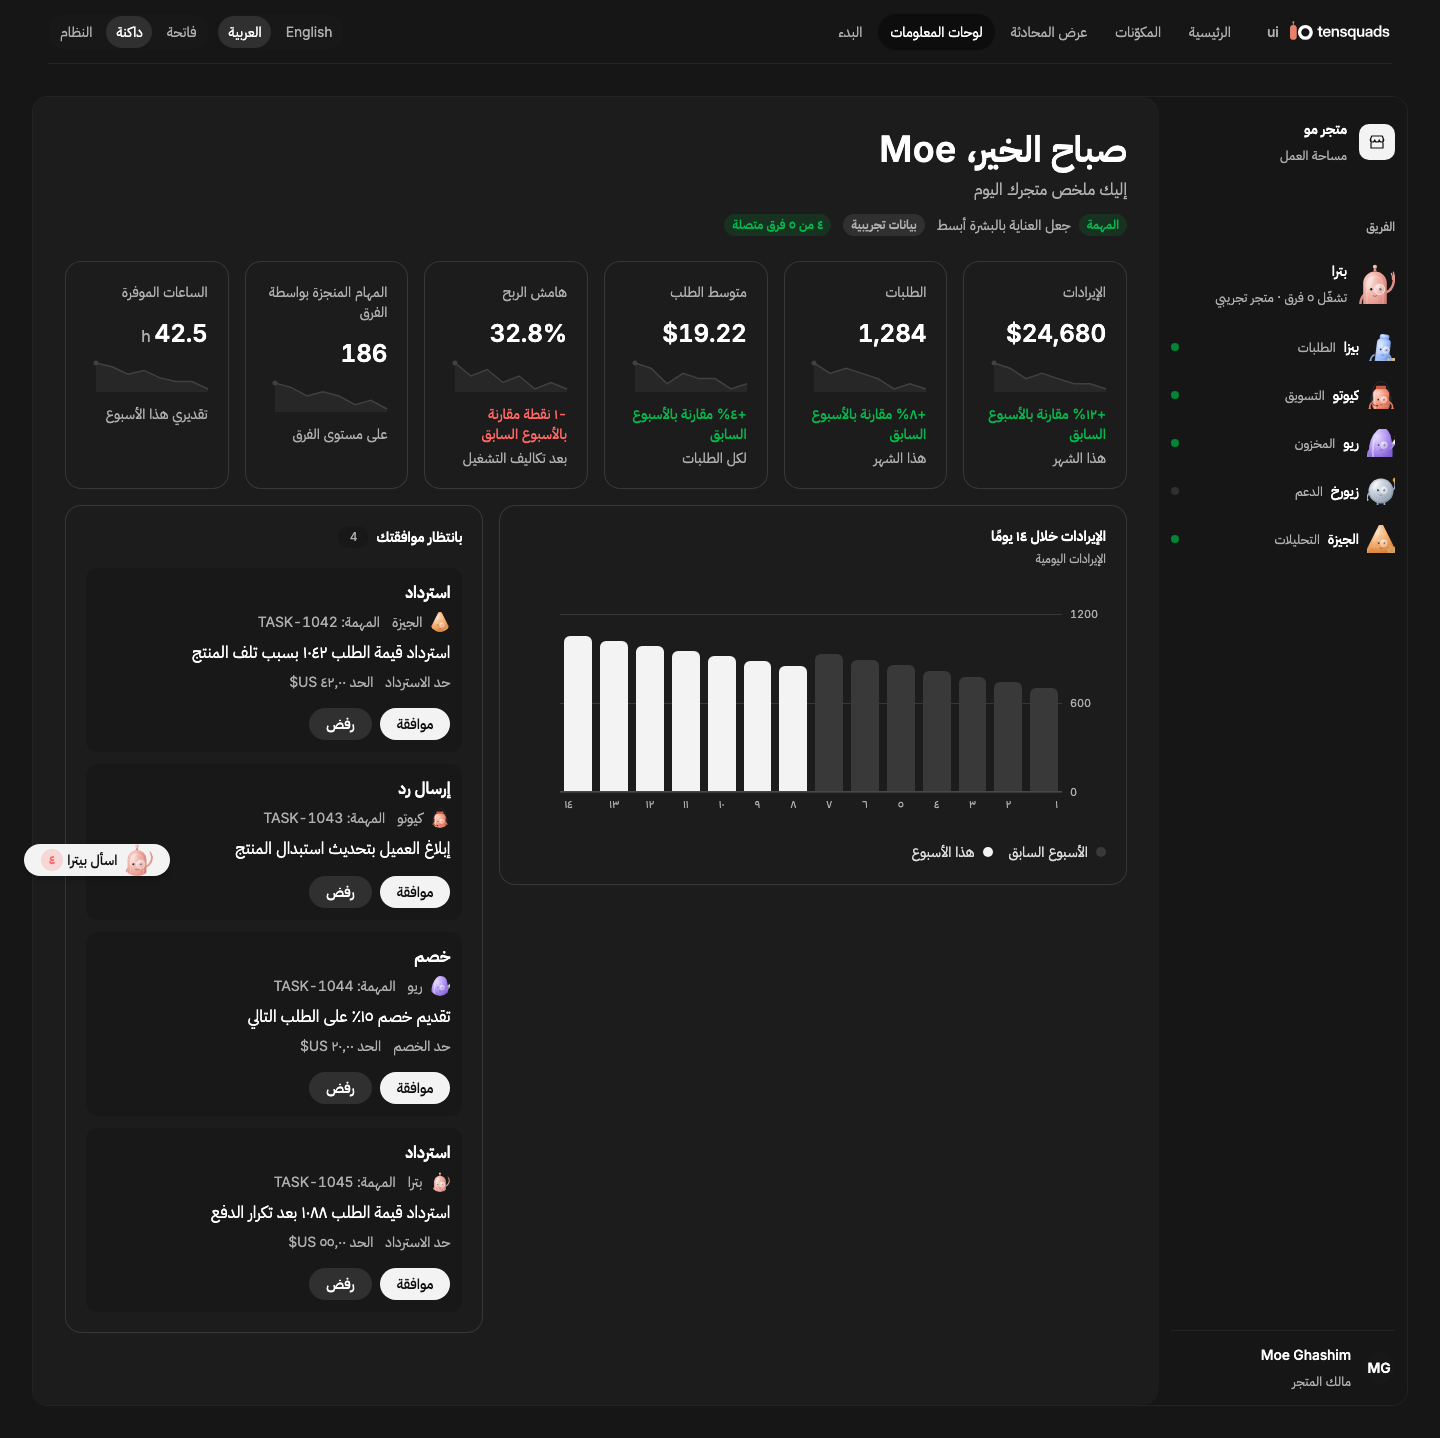 tensquads ui
الرئيسية
المكوّنات
عرض المحادثة
لوحات المعلومات
البدء
English
العربية
فاتحة
داكنة
النظام
متجر مو
مساحة العمل
الفريق
بترا
تشغّل ٥ فرق · متجر تجريبي
بيزا الطلبات
كيوتو التسويق
ريو المخزون
زيورخ الدعم
الجيزة التحليلات
MG
Moe Ghashim
مالك المتجر
صباح الخير، Moe
إليك ملخص متجرك اليوم
المهمة جعل العناية بالبشرة أبسط بيانات تجريبية ٤ من ٥ فرق متصلة
الإيرادات
$24,680
+١٢% مقارنة بالأسبوع
السابق
هذا الشهر
الطلبات
1,284
+٨% مقارنة بالأسبوع
السابق
هذا الشهر
متوسط الطلب
$19.22
+٤% مقارنة بالأسبوع
السابق
لكل الطلبات
هامش الربح
32.8%
-١ نقطة مقارنة
بالأسبوع السابق
بعد تكاليف التشغيل
المهام المنجزة بواسطة
الفرق
186
على مستوى الفرق
الساعات الموفرة
42.5 h
تقديري هذا الأسبوع
الإيرادات خلال ١٤ يومًا
الإيرادات اليومية
1200
600
0
١ ٢ ٣ ٤ ٥ ٦ ٧ ٨ ٩ ١٠ ١١ ١٢ ١٣ ١٤
الأسبوع السابق هذا الأسبوع
بانتظار موافقتك 4
استرداد
الجيزة المهمة: TASK-1042
استرداد قيمة الطلب ١٠٤٢ بسبب تلف المنتج
حد الاسترداد الحد ٤٢,٠٠ US$
موافقة رفض
إرسال رد
كيوتو المهمة: TASK-1043
إبلاغ العميل بتحديث استبدال المنتج
موافقة رفض
خصم
ريو المهمة: TASK-1044
تقديم خصم ١٥٪ على الطلب التالي
حد الخصم الحد ٢٠,٠٠ US$
موافقة رفض
استرداد
بترا المهمة: TASK-1045
استرداد قيمة الطلب ١٠٨٨ بعد تكرار الدفع
حد الاسترداد الحد ٥٥,٠٠ US$
موافقة رفض
اسأل بيترا ٤